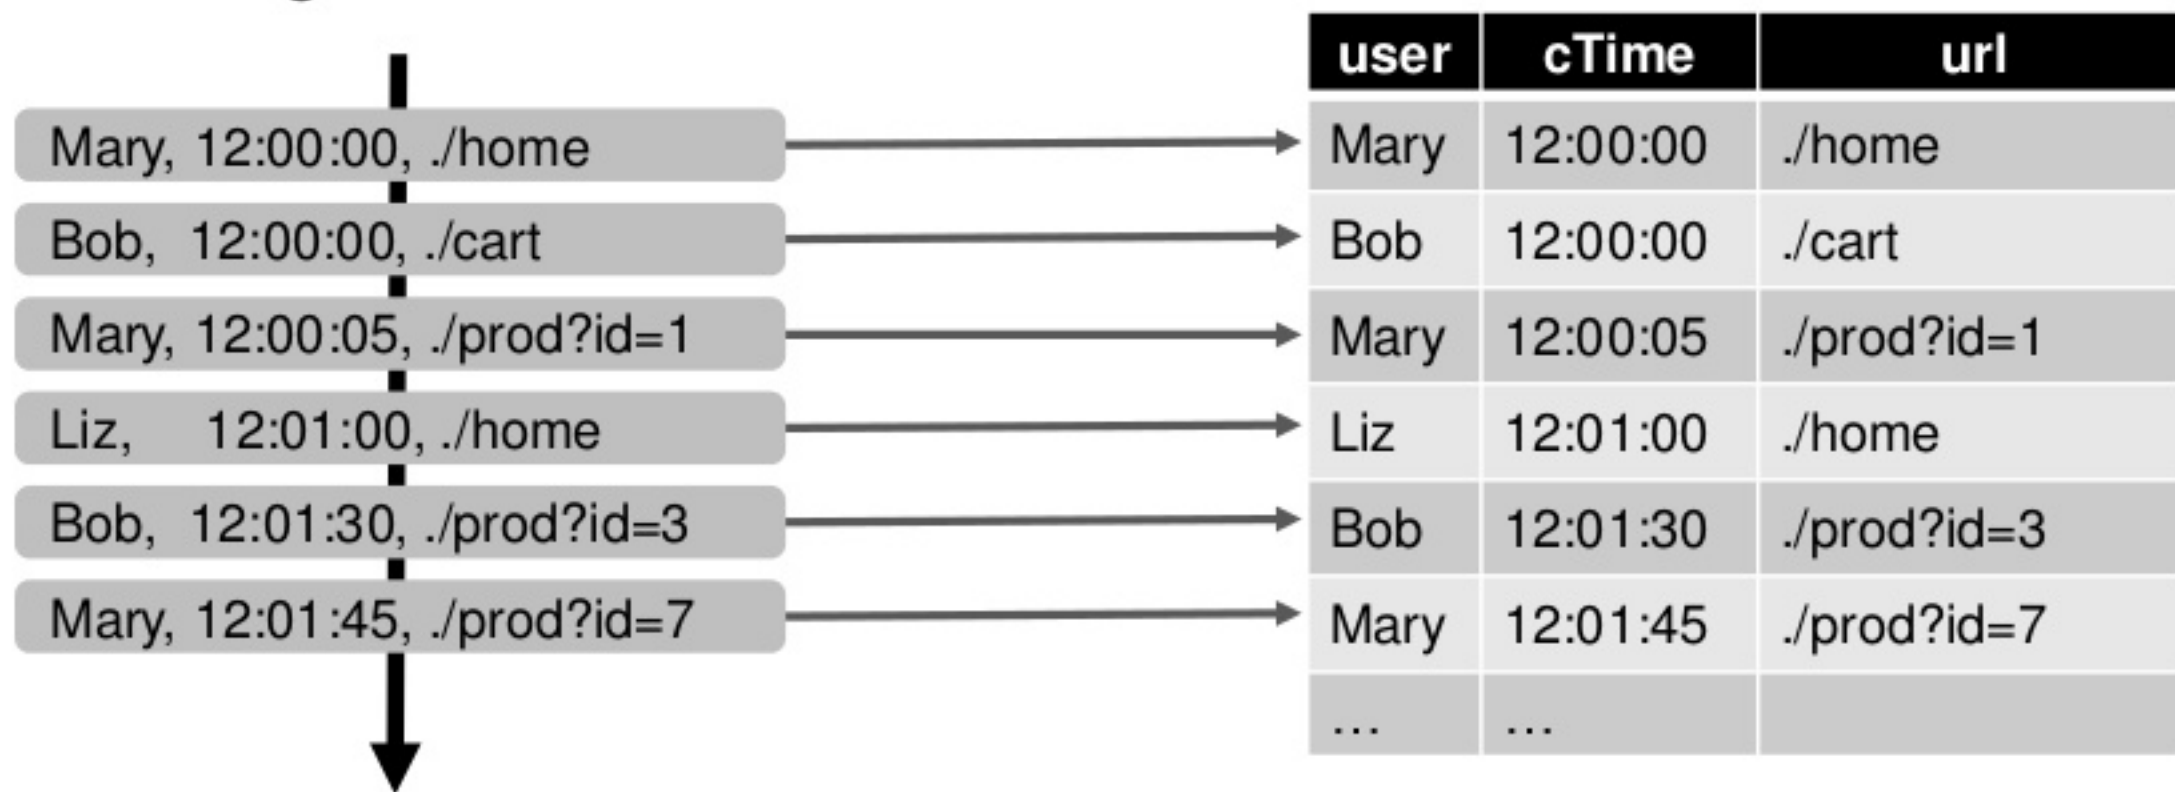 Mary, 12:00:00, ./home
Bob, 12:00:00, ./cart
Mary, 12:00:05, ./prod?id=1
Liz, 12:01:00, ./home
Bob, 12:01:30, ./prod?id=3
Mary, 12:01:45, ./prod?id=7
user cTime url
Mary 12:00:00 ./home
Bob 12:00:00 ./cart
Mary 12:00:05 ./prod?id=1
Liz 12:01:00 ./home
Bob 12:01:30 ./prod?id=3
Mary 12:01:45 ./prod?id=7
... ...